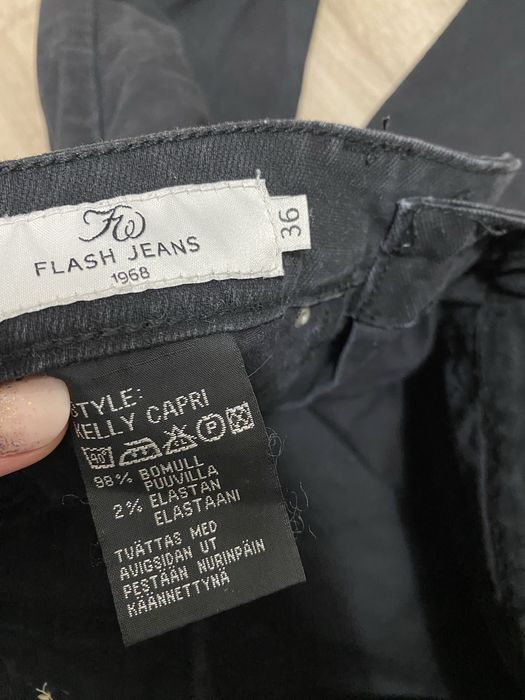 FW
FLASH JEANS
1968
36
STYLE:
KELLY CAPRI
40 P
98% BOMULL
PUUVILLA
2% ELASTAN
ELASTAANI
TVÄTTAS MED
AVIGSIDAN UT
PESTÄÄN NURINPÄIN
KÄÄNNETTYNÄ